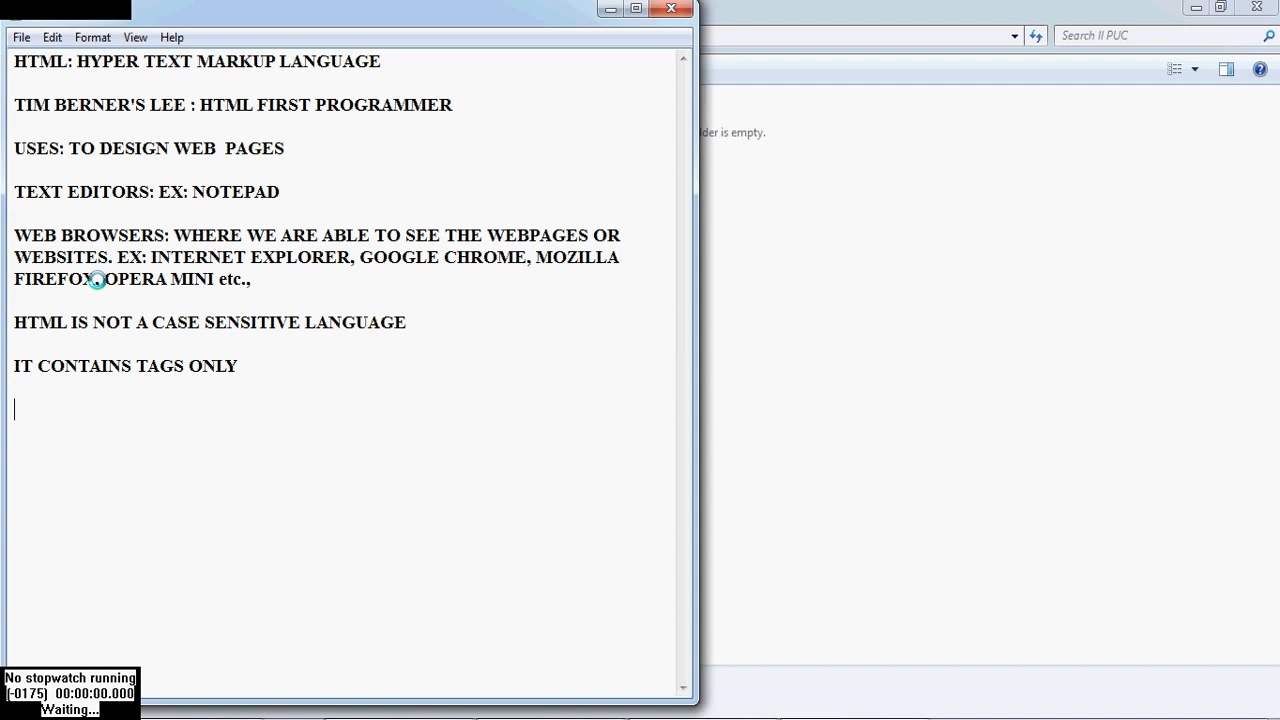 File Edit Format View Help
Search II PUC
HTML: HYPER TEXT MARKUP LANGUAGE
TIM BERNER'S LEE : HTML FIRST PROGRAMMER
USES: TO DESIGN WEB  PAGES
TEXT EDITORS: EX: NOTEPAD
WEB BROWSERS: WHERE WE ARE ABLE TO SEE THE WEBPAGES OR
WEBSITES. EX: INTERNET EXPLORER, GOOGLE CHROME, MOZILLA
FIREFOX, OPERA MINI etc.,
HTML IS NOT A CASE SENSITIVE LANGUAGE
IT CONTAINS TAGS ONLY
is empty.
No stopwatch running
(-0175) 00:00:00.000
Waiting...